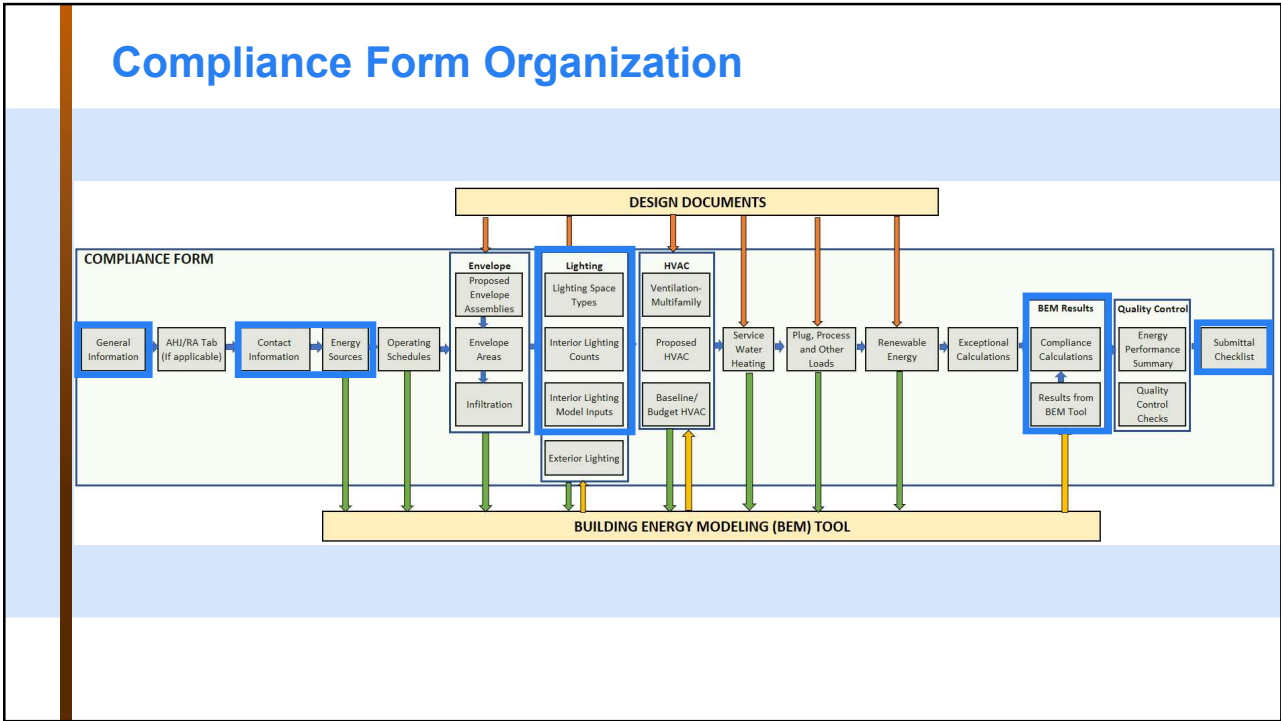 Compliance Form Organization
DESIGN DOCUMENTS
COMPLIANCE FORM
General
Information
AHJ/RA Tab
(If applicable)
Contact
Information
Energy
Sources
Operating
Schedules
Envelope
Proposed
Envelope
Assemblies
Envelope
Areas
Infiltration
Lighting
Lighting Space
Types
Interior Lighting
Counts
Interior Lighting
Model Inputs
Exterior Lighting
HVAC
Ventilation-
Multifamily
Proposed
HVAC
Baseline/
Budget HVAC
Service
Water
Heating
Plug, Process
and Other
Loads
Renewable
Energy
Exceptional
Calculations
BEM Results
Compliance
Calculations
Results from
BEM Tool
Quality Control
Energy
Performance
Summary
Quality
Control
Checks
Submittal
Checklist
BUILDING ENERGY MODELING (BEM) TOOL